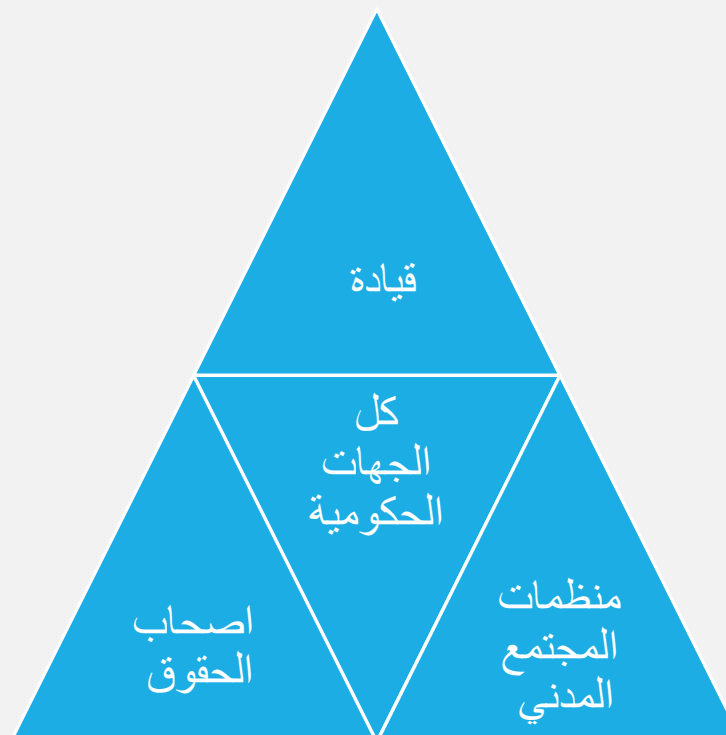 قيادة
كل
الجهات
الحكومية
منظمات
المجتمع
المدني
اصحاب
الحقوق